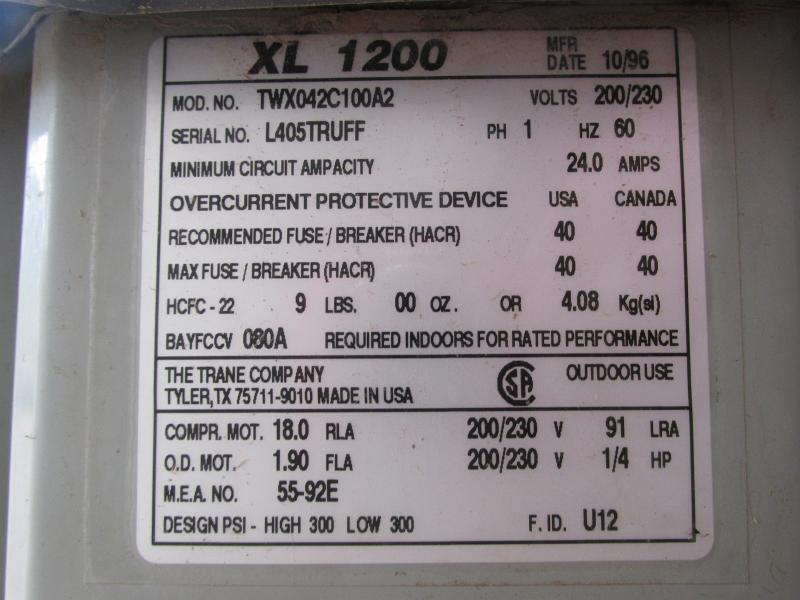 XL 1200 MFR DATE 10/96
MOD. NO. TWX042C100A2 VOLTS 200/230
SERIAL NO. L405TRUFF PH 1 HZ 60
MINIMUM CIRCUIT AMPACITY 24.0 AMPS
OVERCURRENT PROTECTIVE DEVICE USA CANADA
RECOMMENDED FUSE / BREAKER (HACR) 40 40
MAX FUSE / BREAKER (HACR) 40 40
HCFC - 22 9 LBS. 00 OZ. OR 4.08 Kg(si)
BAYFCCV 080A REQUIRED INDOORS FOR RATED PERFORMANCE
THE TRANE COMPANY SA OUTDOOR USE
TYLER, TX 75711-9010 MADE IN USA
COMPR. MOT. 18.0 RLA 200/230 V 91 LRA
O.D. MOT. 1.90 FLA 200/230 V 1/4 HP
M.E.A. NO. 55-92E
DESIGN PSI - HIGH 300 LOW 300 F. ID. U12